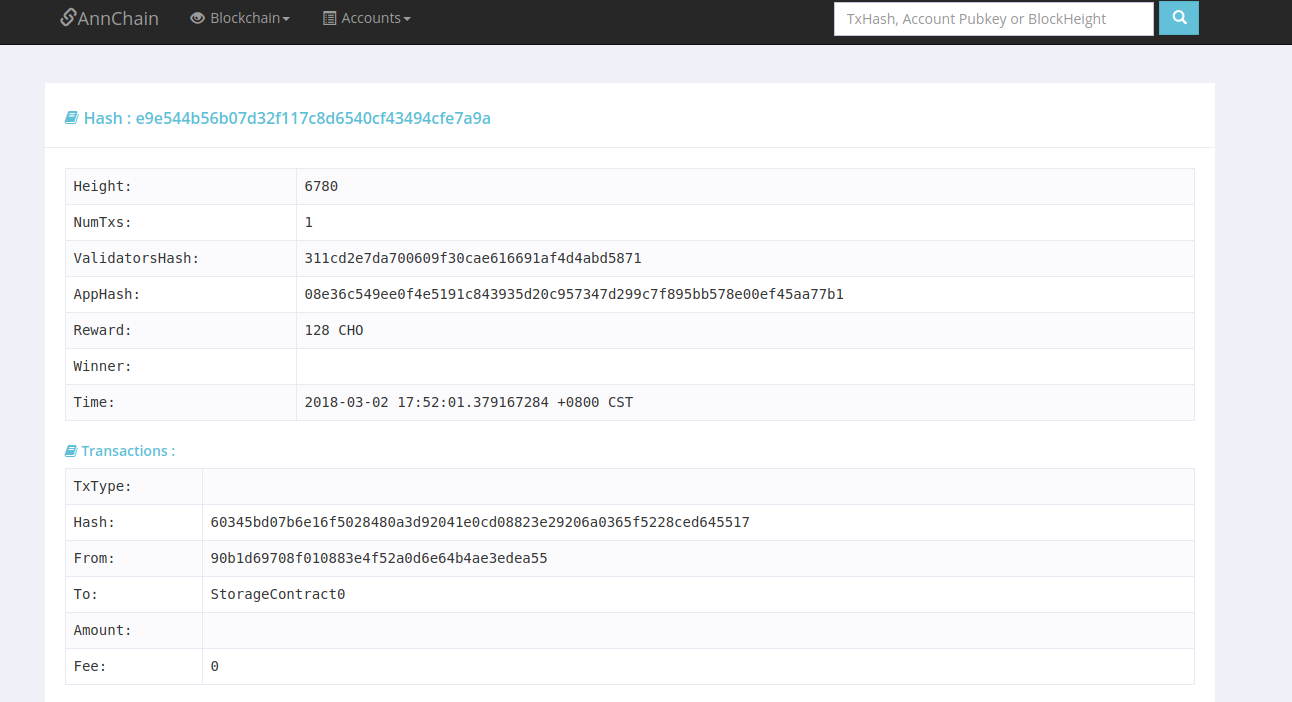 AnnChain Blockchain Accounts TxHash, Account Pubkey or BlockHeight
Hash : e9e544b56b07d32f117c8d6540cf43494cfe7a9a
Height: 6780
NumTxs: 1
ValidatorsHash: 311cd2e7da700609f30cae616691af4d4abd5871
AppHash: 08e36c549ee0f4e5191c843935d20c957347d299c7f895bb578e00ef45aa77b1
Reward: 128 CHO
Winner:
Time: 2018-03-02 17:52:01.379167284 +0800 CST
Transactions :
TxType:
Hash: 60345bd07b6e16f5028480a3d92041e0cd08823e29206a0365f5228ced645517
From: 90b1d69708f010883e4f52a0d6e64b4ae3edea55
To: StorageContract0
Amount:
Fee: 0